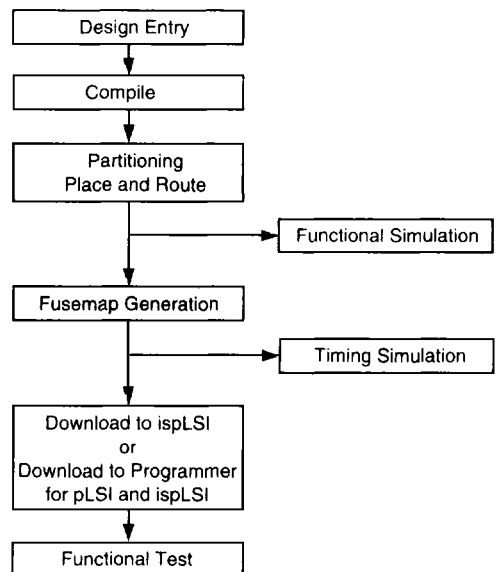 Design Entry
Compile
Partitioning
Place and Route
Functional Simulation
Fusemap Generation
Timing Simulation
Download to ispLSI
or
Download to Programmer
for pLSI and ispLSI
Functional Test